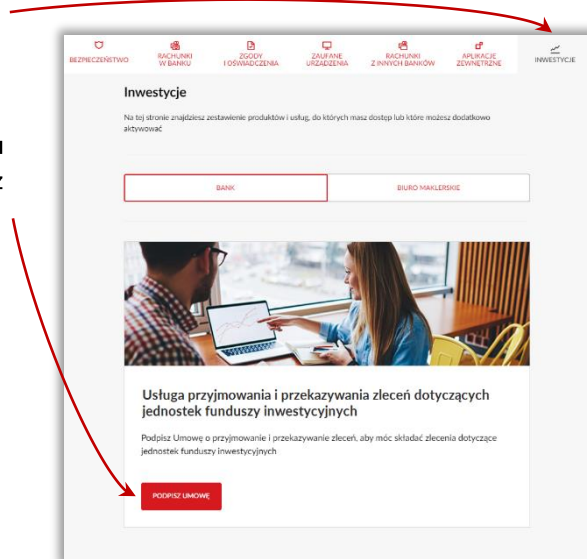 BEZPIECZEŃSTWO
RACHUNKI
W BANKU
ZGODY
I OŚWIADCZENIA
ZAUFANE
URZĄDZENIA
RACHUNKI
Z INNYCH BANKÓW
APLIKACJE
ZEWNĘTRZNE
INWESTYCJE
Inwestycje
Na tej stronie znajdziesz zestawienie produktów i usług, do których masz dostęp lub które możesz dodatkowo
aktywować
BANK
BIURO MAKLERSKIE
Usługa przyjmowania i przekazywania zleceń dotyczących
jednostek funduszy inwestycyjnych
Podpisz Umowę o przyjmowanie i przekazywanie zleceń, aby móc składać zlecenia dotyczące
jednostek funduszy inwestycyjnych
PODPISZ UMOWĘ